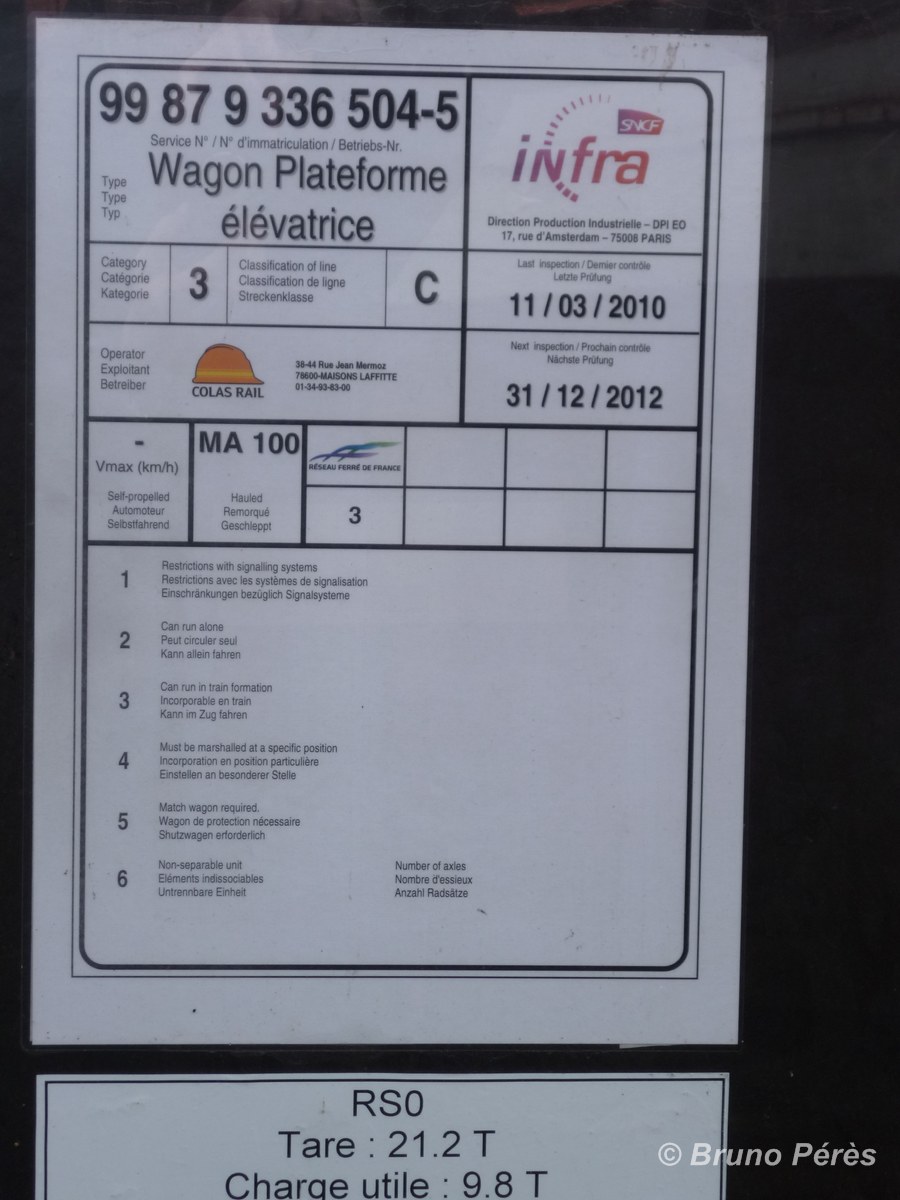 99 87 9 336 504-5
Service N° / N° d'immatriculation / Betriebs-Nr.
Type
Type
Typ
Wagon Plateforme
élévatrice
SNCF
infra
Direction Production Industrielle – DPI EO
17, rue d'Amsterdam – 75008 PARIS
Category
Catégorie
Kategorie
3
Classification of line
Classification de ligne
Streckenklasse
C
Last inspection / Dernier contrôle
Letzte Prüfung
11 / 03 / 2010
Operator
Exploitant
Betreiber
COLAS RAIL
38-44 Rue Jean Mermoz
78600-MAISONS LAFFITTE
01-34-93-83-00
Next inspection / Prochain contrôle
Nächste Prüfung
31 / 12 / 2012
-
Vmax (km/h)
Self-propelled
Automoteur
Selbstfahrend
MA 100
Hauled
Remorqué
Geschleppt
RÉSEAU FERRÉ DE FRANCE
3
1
Restrictions with signalling systems
Restrictions avec les systèmes de signalisation
Einschränkungen bezüglich Signalsysteme
2
Can run alone
Peut circuler seul
Kann allein fahren
3
Can run in train formation
Incorporable en train
Kann im Zug fahren
4
Must be marshalled at a specific position
Incorporation en position particulière
Einstellen an besonderer Stelle
5
Match wagon required.
Wagon de protection nécessaire
Shutzwagen erforderlich
6
Non-separable unit
Eléments indissociables
Untrennbare Einheit
Number of axles
Nombre d'essieux
Anzahl Radsätze
RS0
Tare : 21.2 T
Charge utile : 9.8 T
© Bruno Pérès